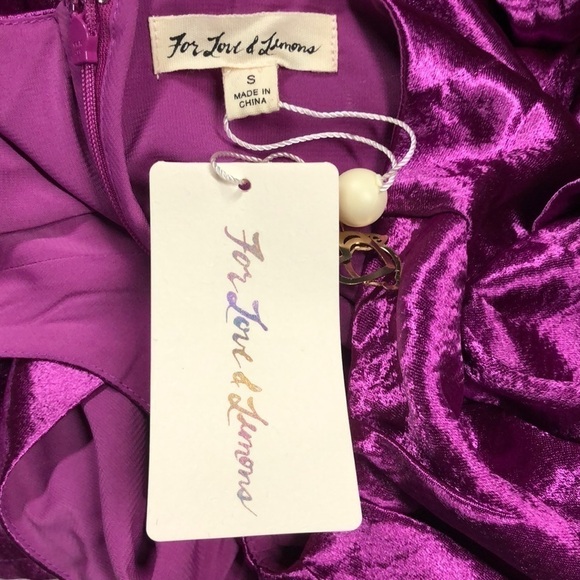 For Love & Lemons
S
MADE IN
CHINA
For Love & Lemons